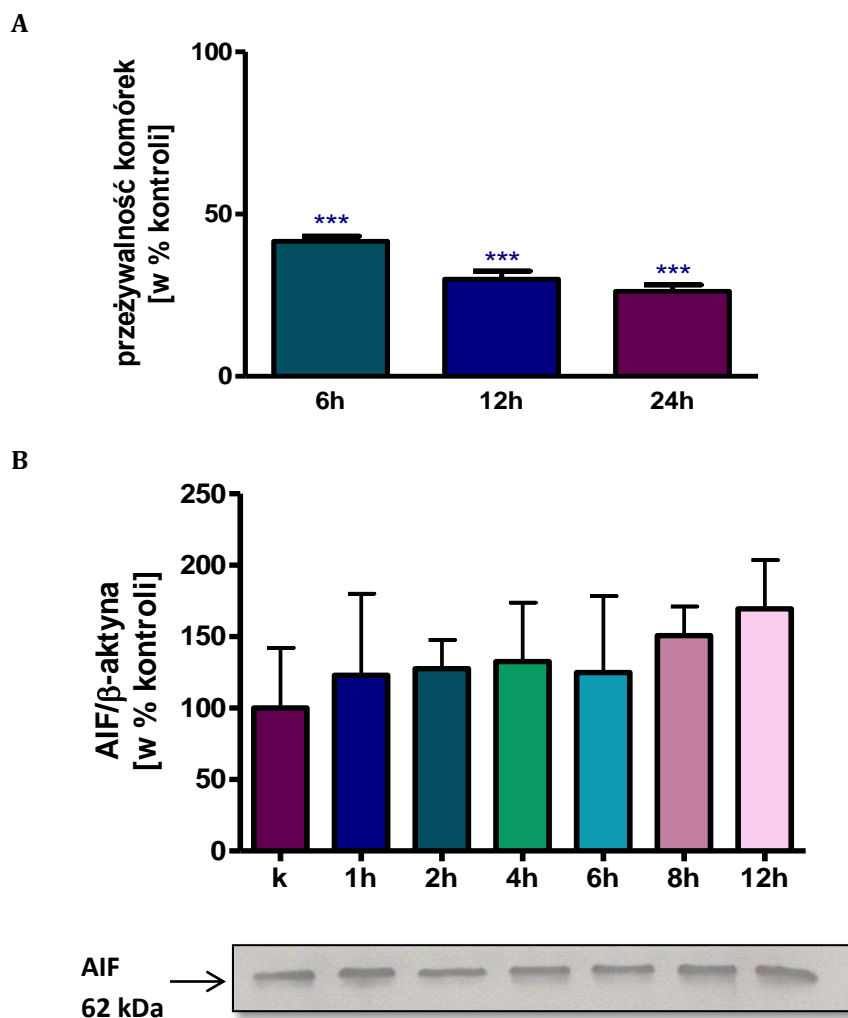 A
przeżywalność komórek
[w % kontroli]
100
50
0
***
***
***
6h
12h
24h
B
AIF/β-aktyna
[w % kontroli]
250
200
150
100
50
0
k
1h
2h
4h
6h
8h
12h
AIF
62 kDa